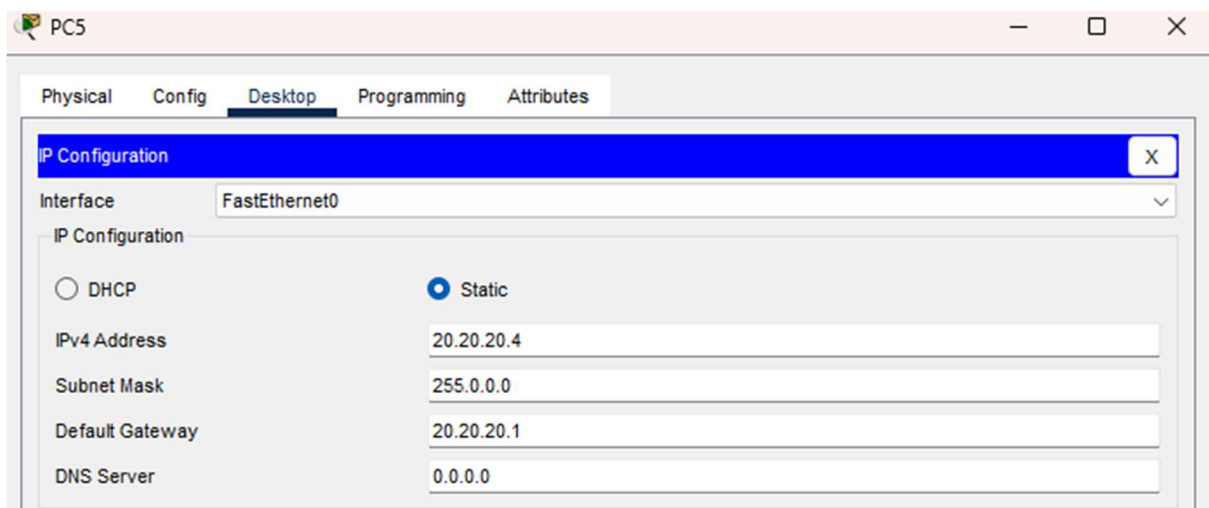 PC5
Physical Config Desktop Programming Attributes
IP Configuration X
Interface FastEthernet0
IP Configuration
DHCP Static
IPv4 Address 20.20.20.4
Subnet Mask 255.0.0.0
Default Gateway 20.20.20.1
DNS Server 0.0.0.0